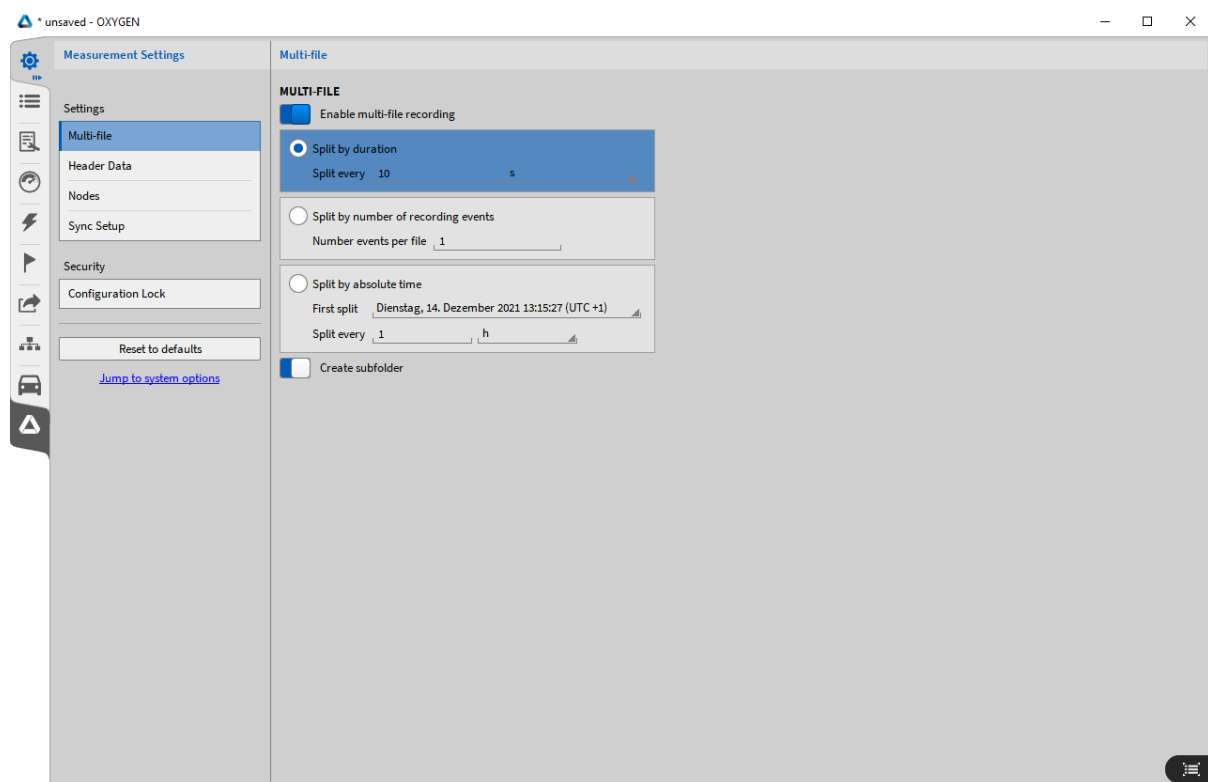 * unsaved - OXYGEN
Measurement Settings
Multi-file
Settings
Multi-file
Header Data
Nodes
Sync Setup
Security
Configuration Lock
Reset to defaults
Jump to system options
MULTI-FILE
Enable multi-file recording
Split by duration
Split every 10 s
Split by number of recording events
Number events per file 1
Split by absolute time
First split Dienstag, 14. Dezember 2021 13:15:27 (UTC +1)
Split every 1 h
Create subfolder